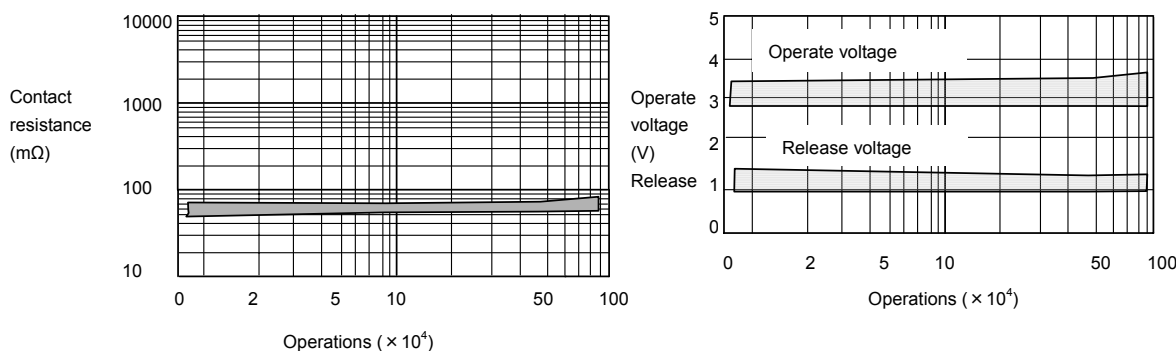 10000
1000
100
10
Contact
resistance
(mΩ)
0 2 5 10 50 100
Operations ( × 10⁴)
5
4
3
2
1
0
Operate voltage
Release voltage
Operate
voltage
(V)
Release
0 2 5 10 50 100
Operations ( × 10⁴)